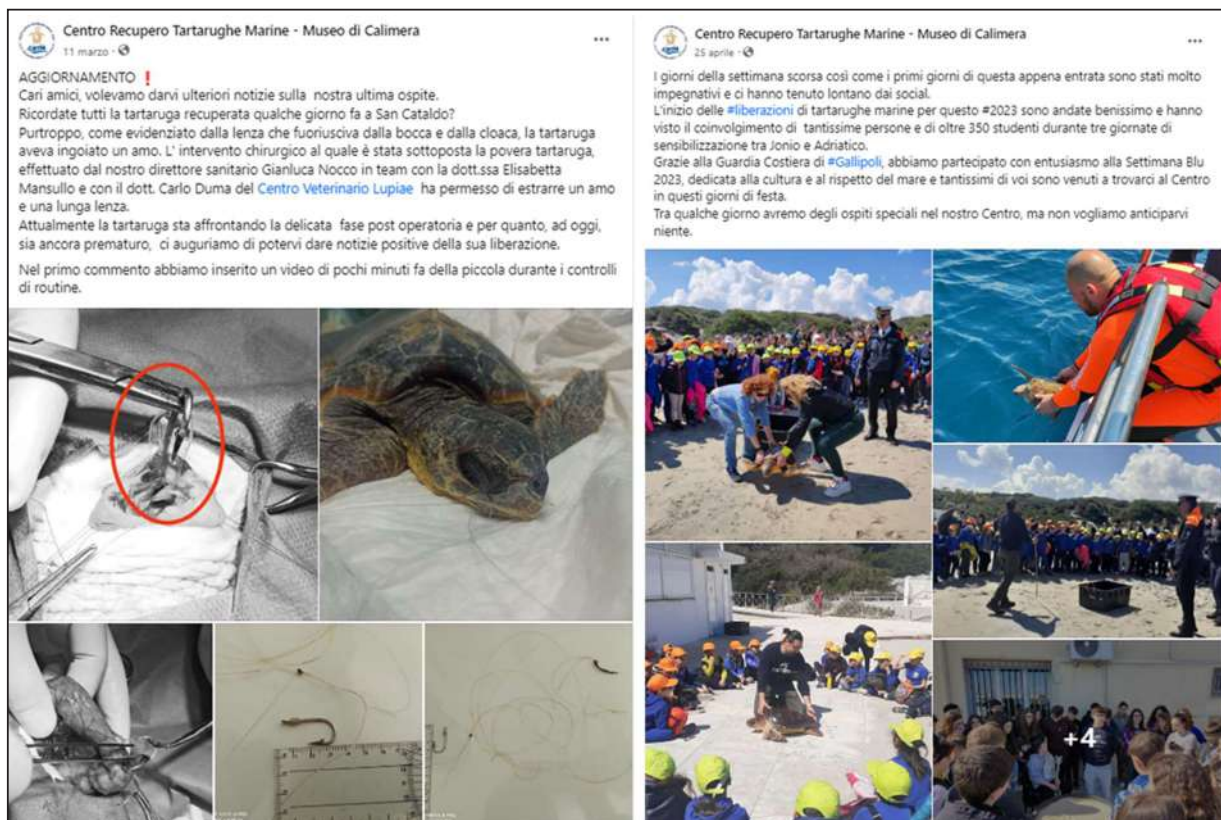 Centro Recupero Tartarughe Marine - Museo di Calimera
11 marzo ·
AGGIORNAMENTO ❗
Cari amici, volevamo darvi ulteriori notizie sulla nostra ultima ospite.
Ricordate tutti la tartaruga recuperata qualche giorno fa a San Cataldo?
Purtroppo, come evidenziato dalla lenza che fuoriusciva dalla bocca e dalla cloaca, la tartaruga
aveva ingoiato un amo. L' intervento chirurgico al quale è stata sottoposta la povera tartaruga,
effettuato dal nostro direttore sanitario Gianluca Nocco in team con la dott.ssa Elisabetta
Mansullo e con il dott. Carlo Duma del Centro Veterinario Lupiae ha permesso di estrarre un amo
e una lunga lenza.
Attualmente la tartaruga sta affrontando la delicata fase post operatoria e per quanto, ad oggi,
sia ancora prematuro, ci auguriamo di potervi dare notizie positive della sua liberazione.
Nel primo commento abbiamo inserito un video di pochi minuti fa della piccola durante i controlli
di routine.
Centro Recupero Tartarughe Marine - Museo di Calimera
25 aprile ·
I giorni della settimana scorsa così come i primi giorni di questa appena entrata sono stati molto
impegnativi e ci hanno tenuto lontano dai social.
L'inizio delle #liberazioni di tartarughe marine per questo #2023 sono andate benissimo e hanno
visto il coinvolgimento di tantissime persone e di oltre 350 studenti durante tre giornate di
sensibilizzazione tra Jonio e Adriatico.
Grazie alla Guardia Costiera di #Gallipoli, abbiamo partecipato con entusiasmo alla Settimana Blu
2023, dedicata alla cultura e al rispetto del mare e tantissimi di voi sono venuti a trovarci al Centro
in questi giorni di festa.
Tra qualche giorno avremo degli ospiti speciali nel nostro Centro, ma non vogliamo anticiparvi
niente.
+4